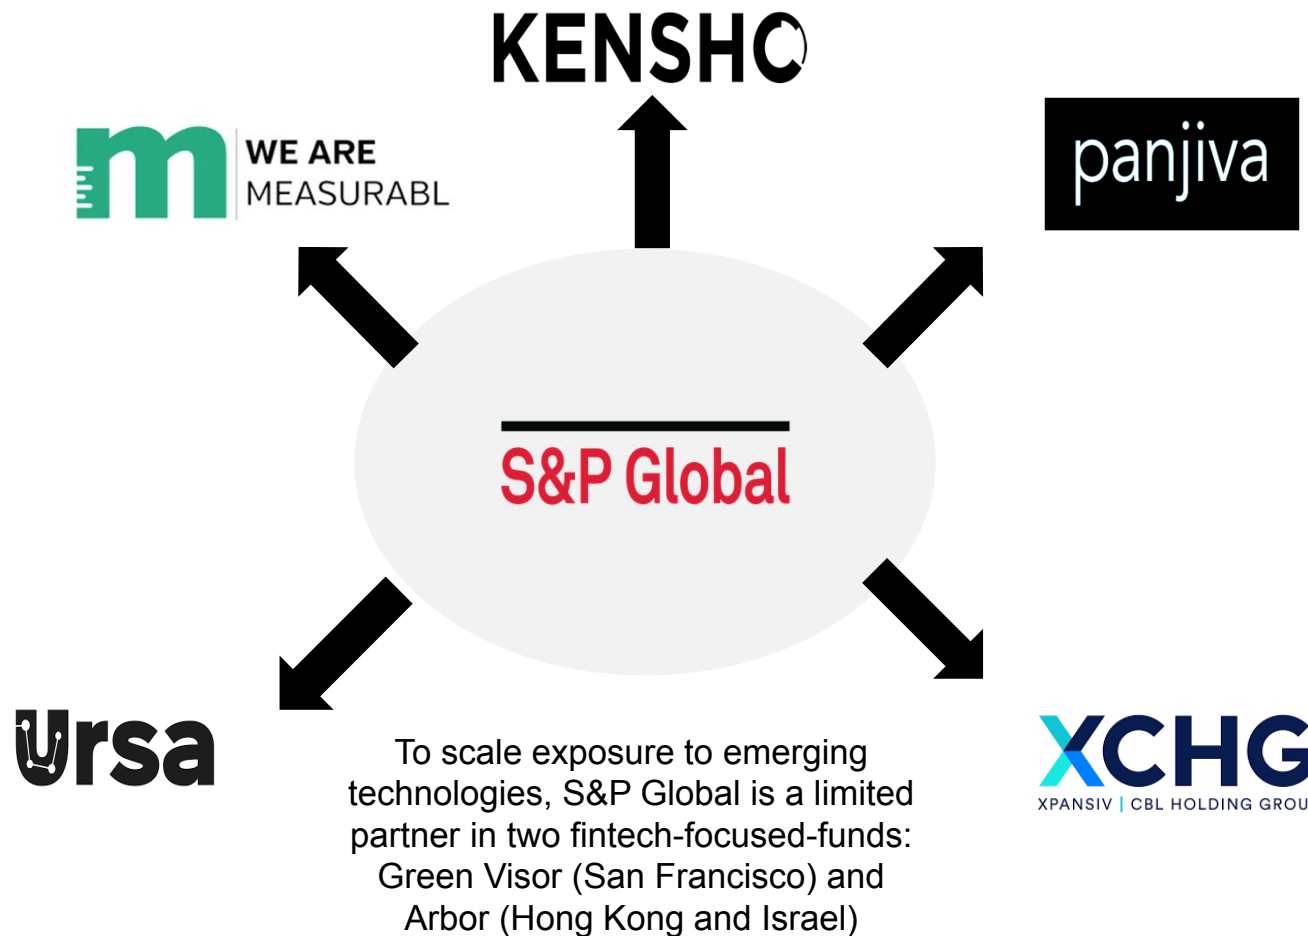 KENSHO
WE ARE
MEASURABL
panjiva
S&P Global
Ursa
XCHG
XPANSIV | CBL HOLDING GROU
To scale exposure to emerging
technologies, S&P Global is a limited
partner in two fintech-focused-funds:
Green Visor (San Francisco) and
Arbor (Hong Kong and Israel)